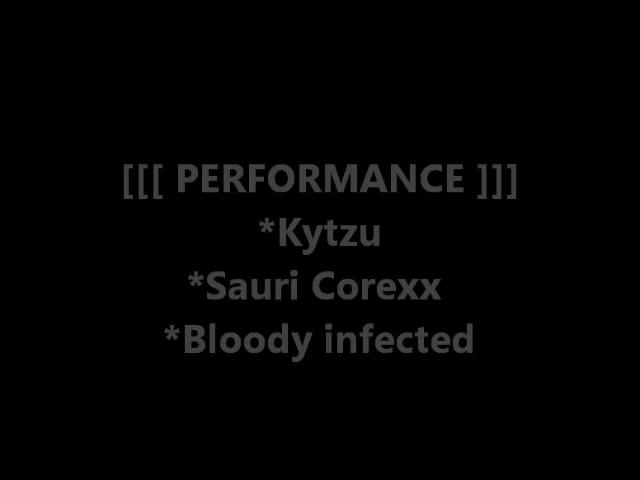 [[[ PERFORMANCE ]]]
*Kytzu
*Sauri Corexx
*Bloody infected